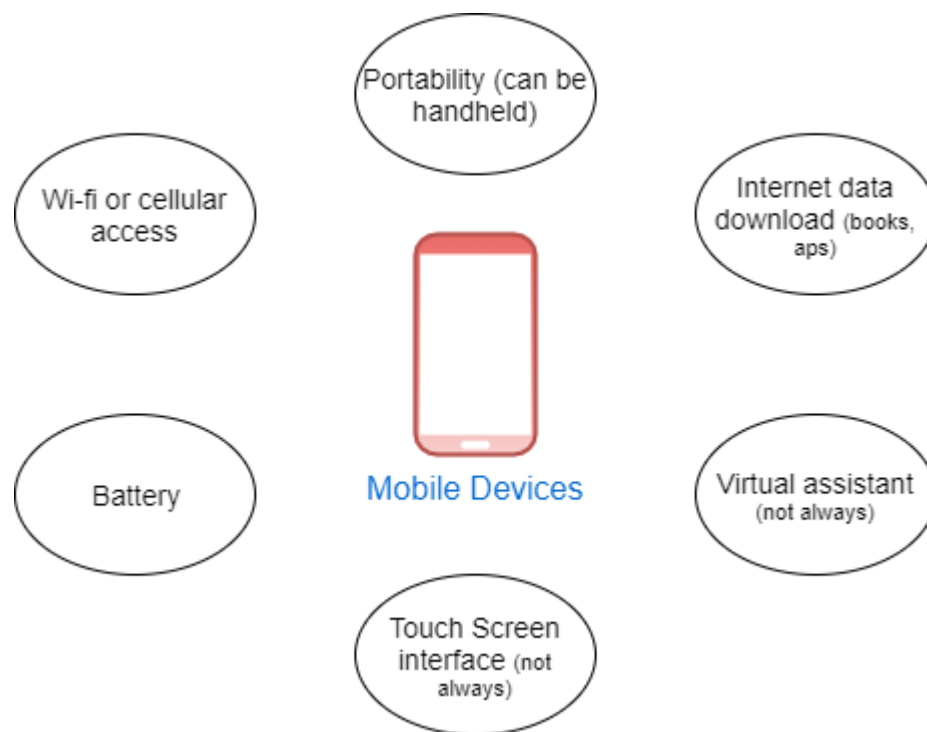 Portability (can be
handheld)
Wi-fi or cellular
access
Internet data
download (books,
aps)
Battery
Mobile Devices
Virtual assistant
(not always)
Touch Screen
interface (not
always)